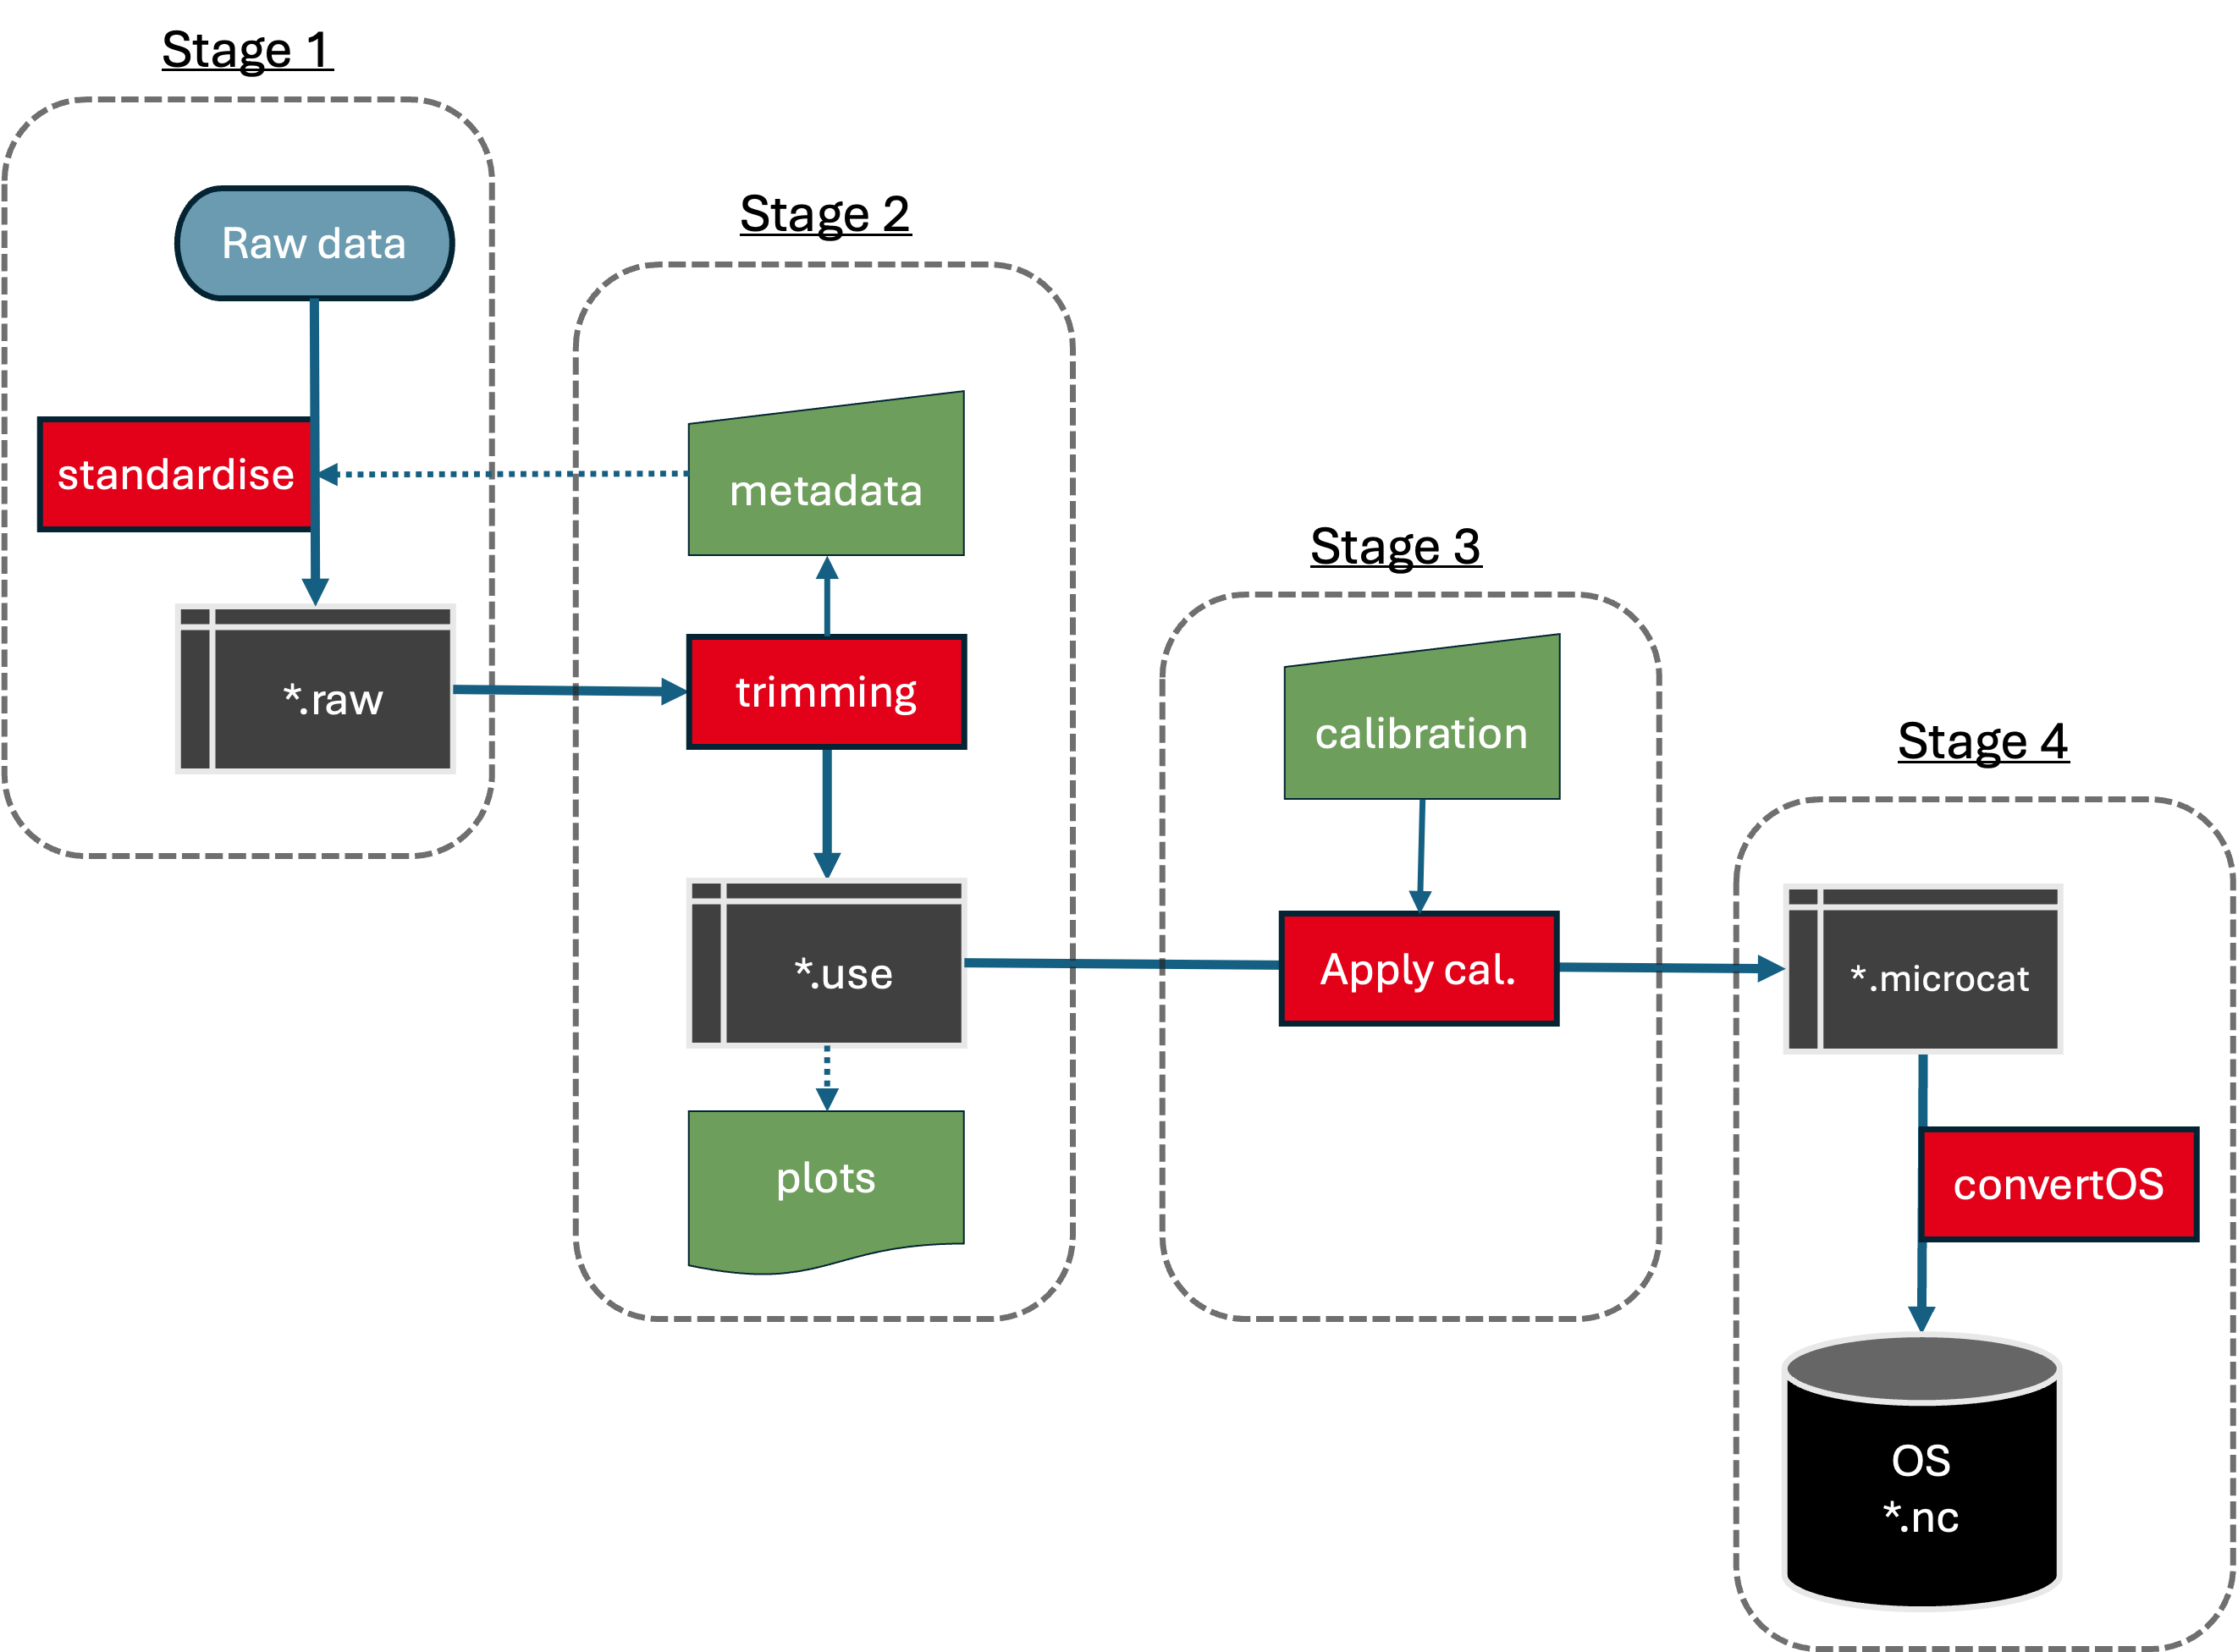 Stage 1
Raw data
standardise
*.raw
Stage 2
metadata
trimming
*.use
plots
Stage 3
calibration
Apply cal.
Stage 4
*.microcat
convertOS
OS
*.nc